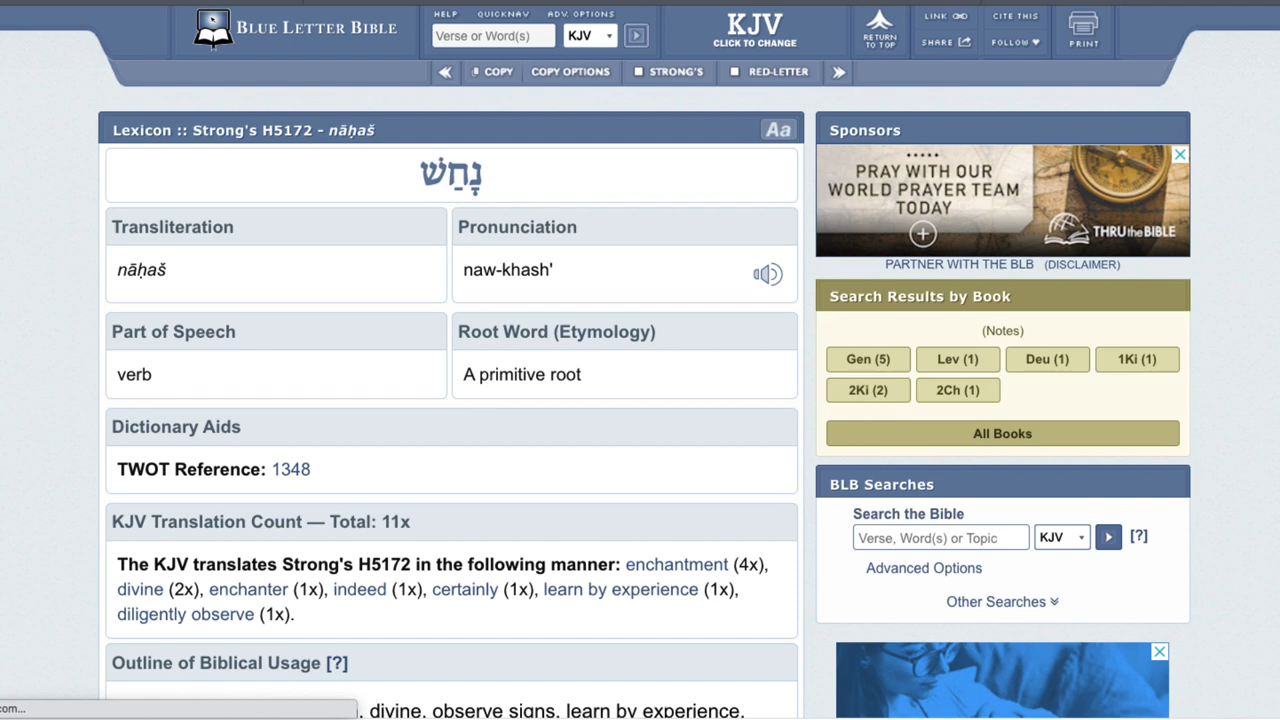 BLUE LETTER BIBLE
HELP QUICKNAV ADV. OPTIONS
Verse or Word(s) KJV
KJV
CLICK TO CHANGE
RETURN
TO TOP
LINK CITE THIS
SHARE FOLLOW
PRINT
COPY COPY OPTIONS STRONG'S RED-LETTER
Lexicon :: Strong's H5172 - nāḥaš Aa
נָחַשׁ
Transliteration
nāḥaš
Pronunciation
naw-khash'
Part of Speech
verb
Root Word (Etymology)
A primitive root
Dictionary Aids
TWOT Reference: 1348
KJV Translation Count — Total: 11x
The KJV translates Strong's H5172 in the following manner: enchantment (4x),
divine (2x), enchanter (1x), indeed (1x), certainly (1x), learn by experience (1x),
diligently observe (1x).
Outline of Biblical Usage [?]
, divine, observe signs, learn by experience,
com...
Sponsors
PRAY WITH OUR
WORLD PRAYER TEAM
TODAY
THRU the BIBLE
PARTNER WITH THE BLB (DISCLAIMER)
Search Results by Book
(Notes)
Gen (5) Lev (1) Deu (1) 1Ki (1)
2Ki (2) 2Ch (1)
All Books
BLB Searches
Search the Bible
Verse, Word(s) or Topic KJV [?]
Advanced Options
Other Searches